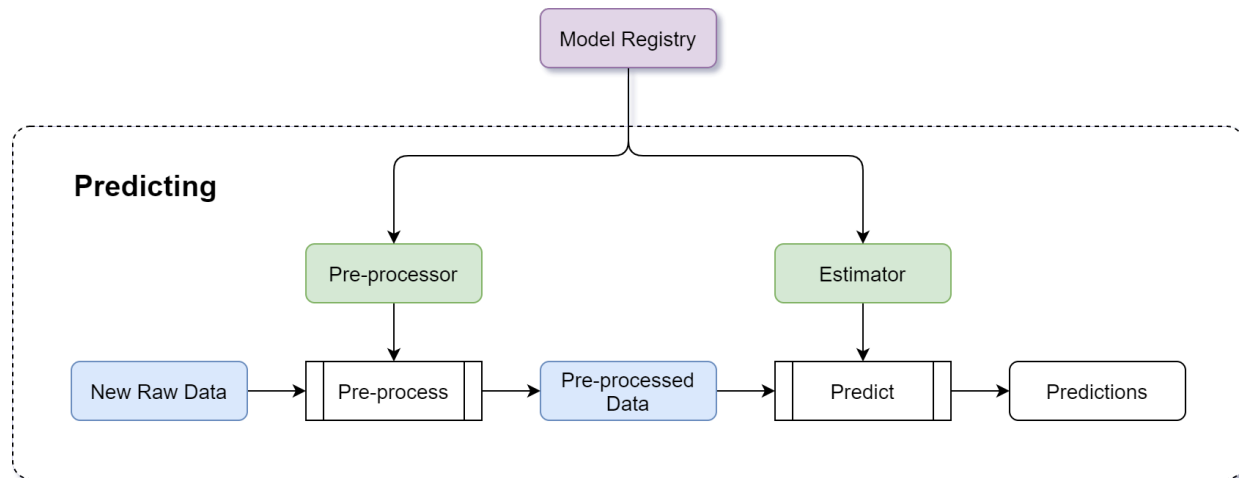 Model Registry
Predicting
Pre-processor
Estimator
New Raw Data
Pre-process
Pre-processed
Data
Predict
Predictions